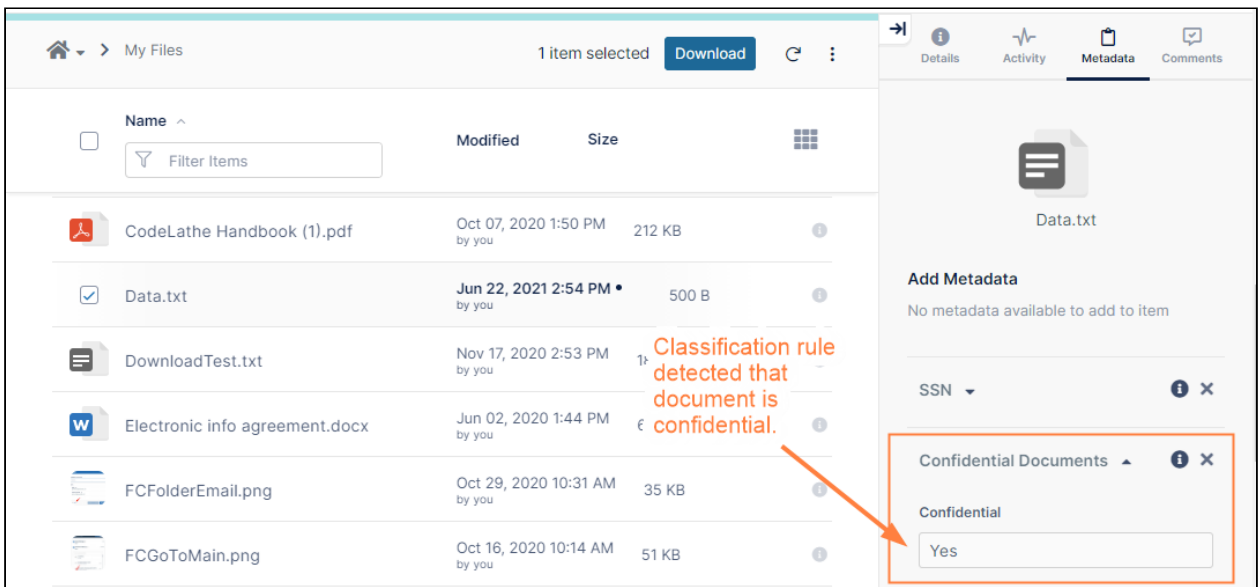 My Files
1 item selected
Download
Details
Activity
Metadata
Comments
Name
Filter Items
Modified
Size
CodeLathe Handbook (1).pdf
Oct 07, 2020 1:50 PM
by you
212 KB
Data.txt
Jun 22, 2021 2:54 PM •
by you
500 B
DownloadTest.txt
Nov 17, 2020 2:53 PM
by you
Electronic info agreement.docx
Jun 02, 2020 1:44 PM
by you
FCFolderEmail.png
Oct 29, 2020 10:31 AM
by you
35 KB
FCGoToMain.png
Oct 16, 2020 10:14 AM
by you
51 KB
Classification rule
detected that
document is
confidential.
Data.txt
Add Metadata
No metadata available to add to item
SSN
Confidential Documents
Confidential
Yes